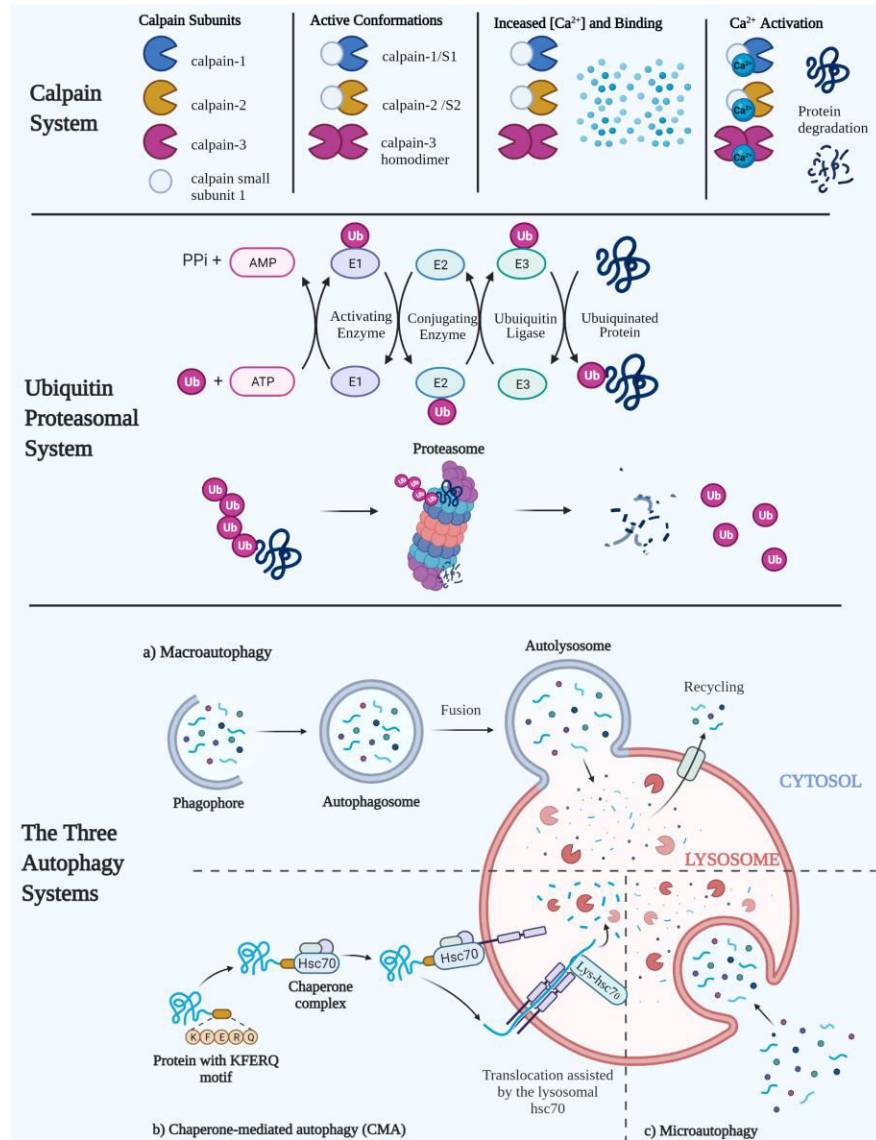 Calpain Subunits
Active Conformations
Inceased [Ca²⁺] and Binding
Ca²⁺ Activation
Calpain
System
calpain-1
calpain-2
calpain-3
calpain small
subunit 1
calpain-1/S1
calpain-2 /S2
calpain-3
homodimer
Ca²⁺
Ca²⁺
Ca²⁺
Protein
degradation
Ubiquitin
Proteasomal
System
Ub
Ub
PPi +
AMP
E1
E2
E3
Activating
Enzyme
Conjugating
Enzyme
Ubuiquitin
Ligase
Ubuiquinated
Protein
Ub
+
ATP
E1
E2
E3
Ub
Ub
Proteasome
Ub
Ub
Ub
Ub
Ub
Ub
Ub
Ub
Ub
Ub
Ub
Ub
The Three
Autophagy
Systems
a) Macroautophagy
Autolysosome
Recycling
Fusion
Phagophore
Autophagosome
CYTOSOL
LYSOSOME
Hsc70
Hsc70
Chaperone
complex
Lys-hsc70
K F E R Q
Protein with KFERQ
motif
Translocation assisted
by the lysosomal
hsc70
b) Chaperone-mediated autophagy (CMA)
c) Microautophagy